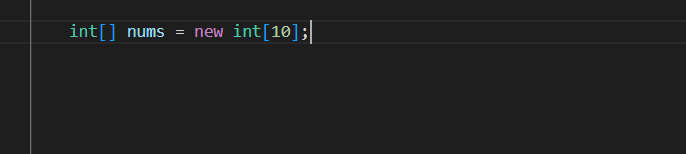 int[] nums = new int[10];